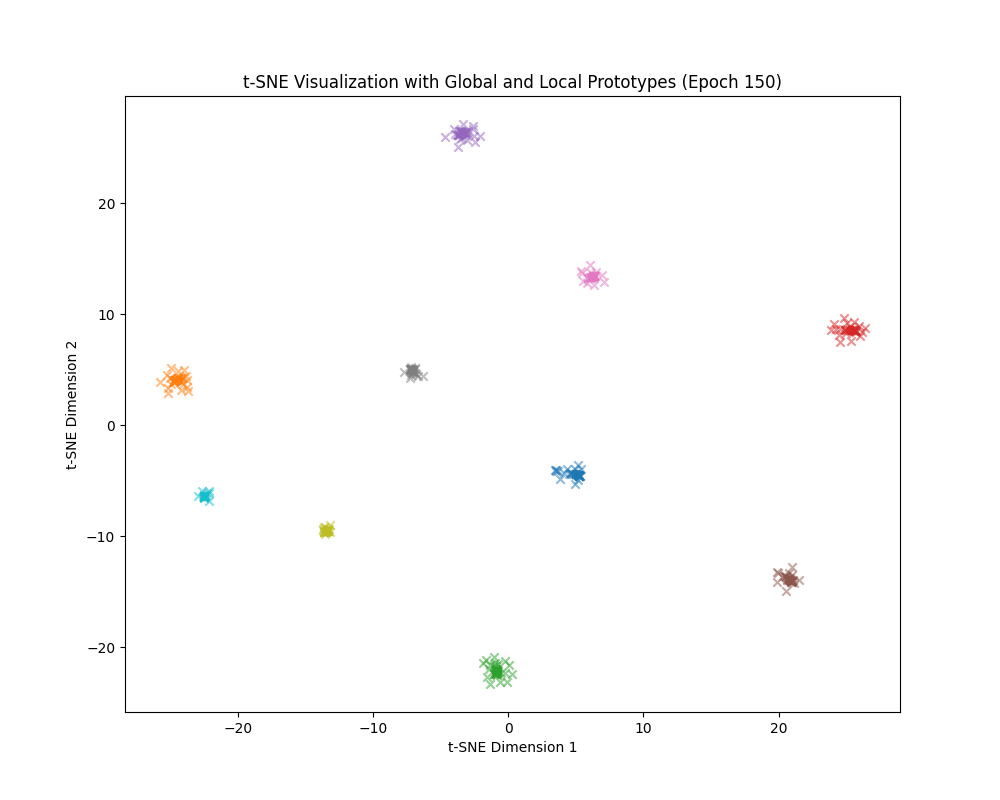 t-SNE Visualization with Global and Local Prototypes (Epoch 150)
t-SNE Dimension 2
20
10
0
−10
−20
−20 −10 0 10 20
t-SNE Dimension 1